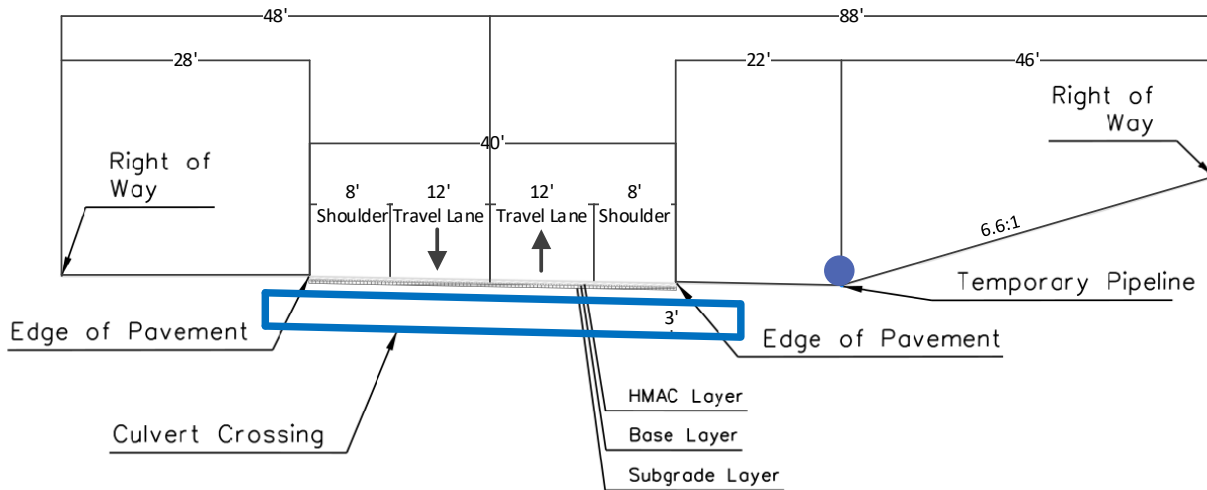 48'
88'
28'
22'
46'
Right of
Way
40'
Right of
Way
8'
12'
12'
8'
Shoulder
Travel Lane
Travel Lane
Shoulder
6.6:1
Temporary Pipeline
3'
Edge of Pavement
Edge of Pavement
HMAC Layer
Culvert Crossing
Base Layer
Subgrade Layer